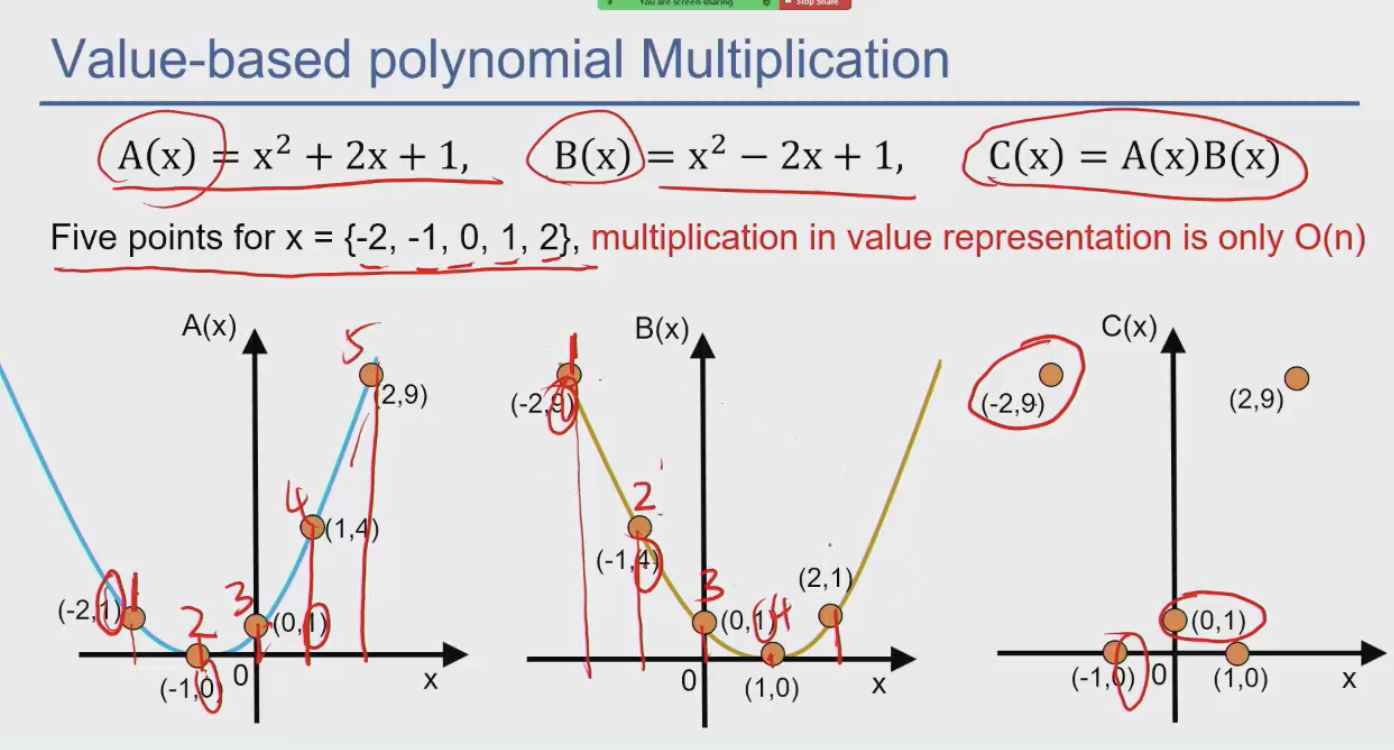 You are screen sharing Stop Share
Value-based polynomial Multiplication
A(x) = x² + 2x + 1, B(x) = x² − 2x + 1, C(x) = A(x)B(x)
Five points for x = {-2, -1, 0, 1, 2}, multiplication in value representation is only O(n)
A(x)
5
(2,9)
4
(1,4)
(-2,1)
1
2
3
(0,1)
(-1,0)
0
x
B(x)
1
(-2,9)
2
(-1,4)
3
(0,1)
4
(2,1)
0
(1,0)
x
C(x)
(-2,9)
(2,9)
(0,1)
(-1,0)
0
(1,0)
x